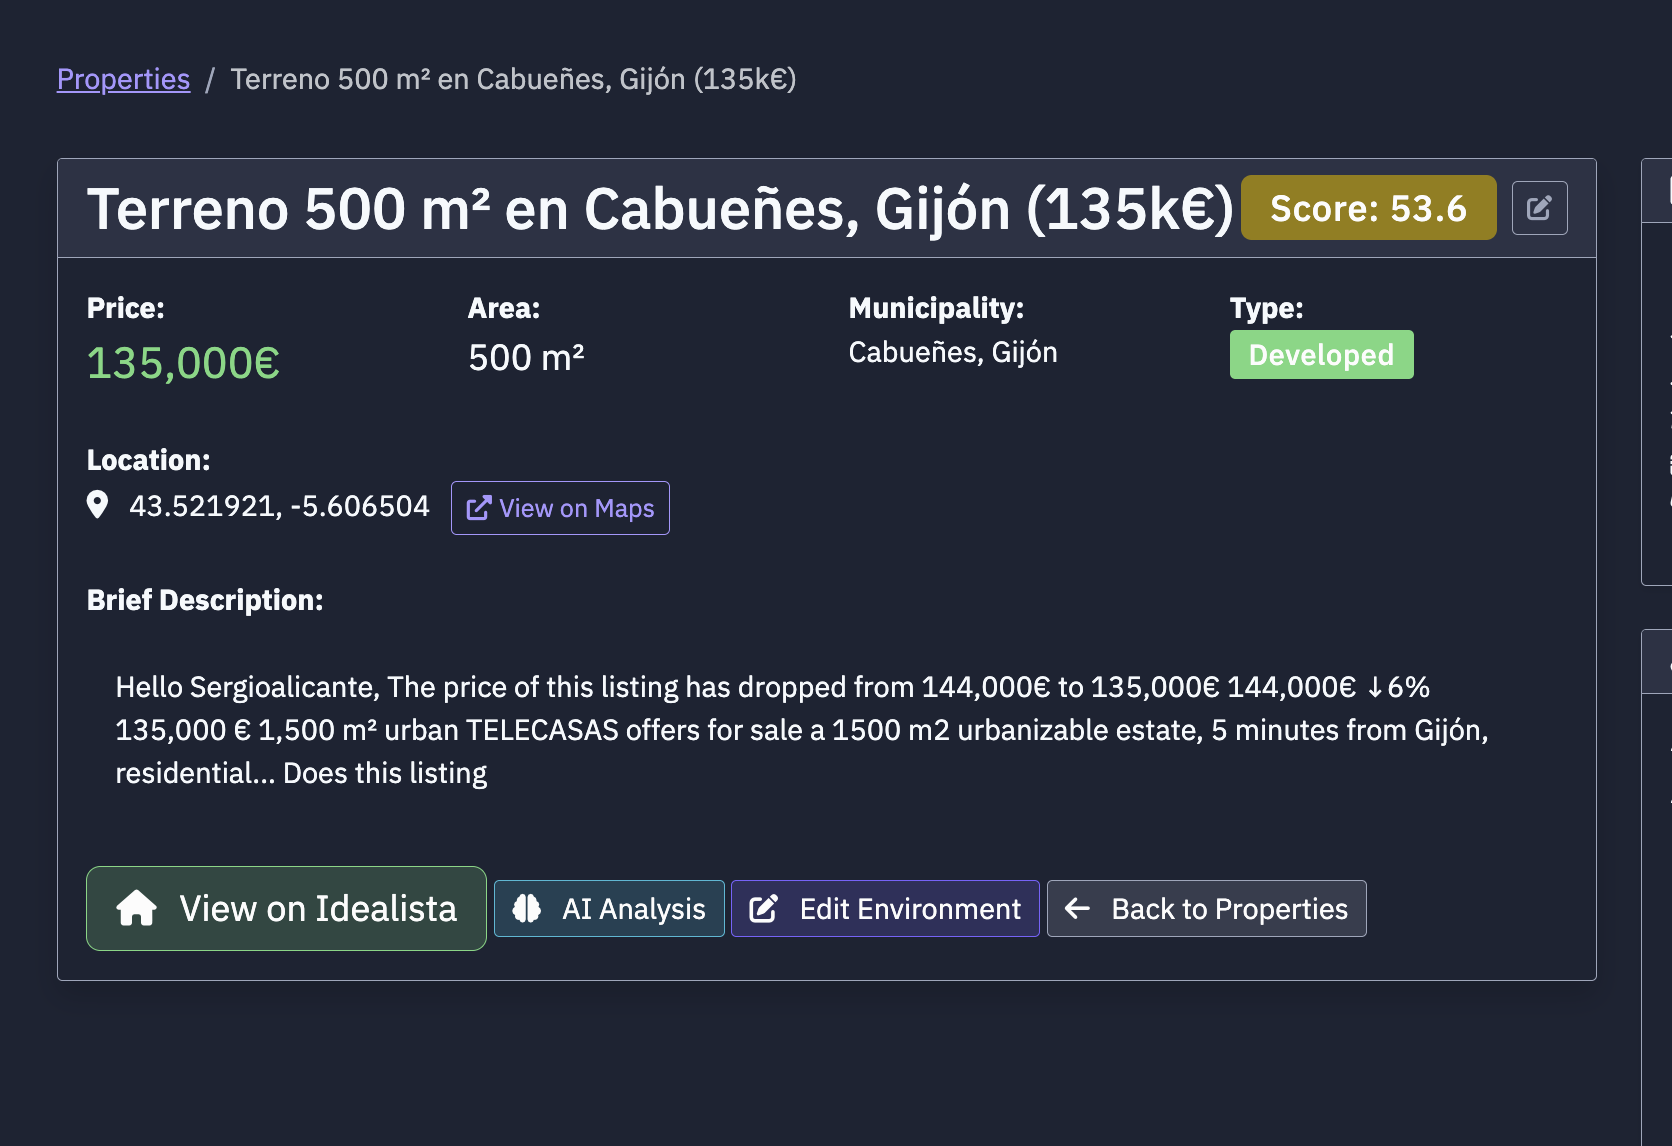 Properties / Terreno 500 m² en Cabueñes, Gijón (135k€)
Terreno 500 m² en Cabueñes, Gijón (135k€) Score: 53.6
Price: Area: Municipality: Type:
135,000€ 500 m² Cabueñes, Gijón Developed
Location:
43.521921, -5.606504 View on Maps
Brief Description:
Hello Sergioalicante, The price of this listing has dropped from 144,000€ to 135,000€ 144,000€ ↓6%
135,000 € 1,500 m² urban TELECASAS offers for sale a 1500 m2 urbanizable estate, 5 minutes from Gijón,
residential... Does this listing
View on Idealista AI Analysis Edit Environment Back to Properties